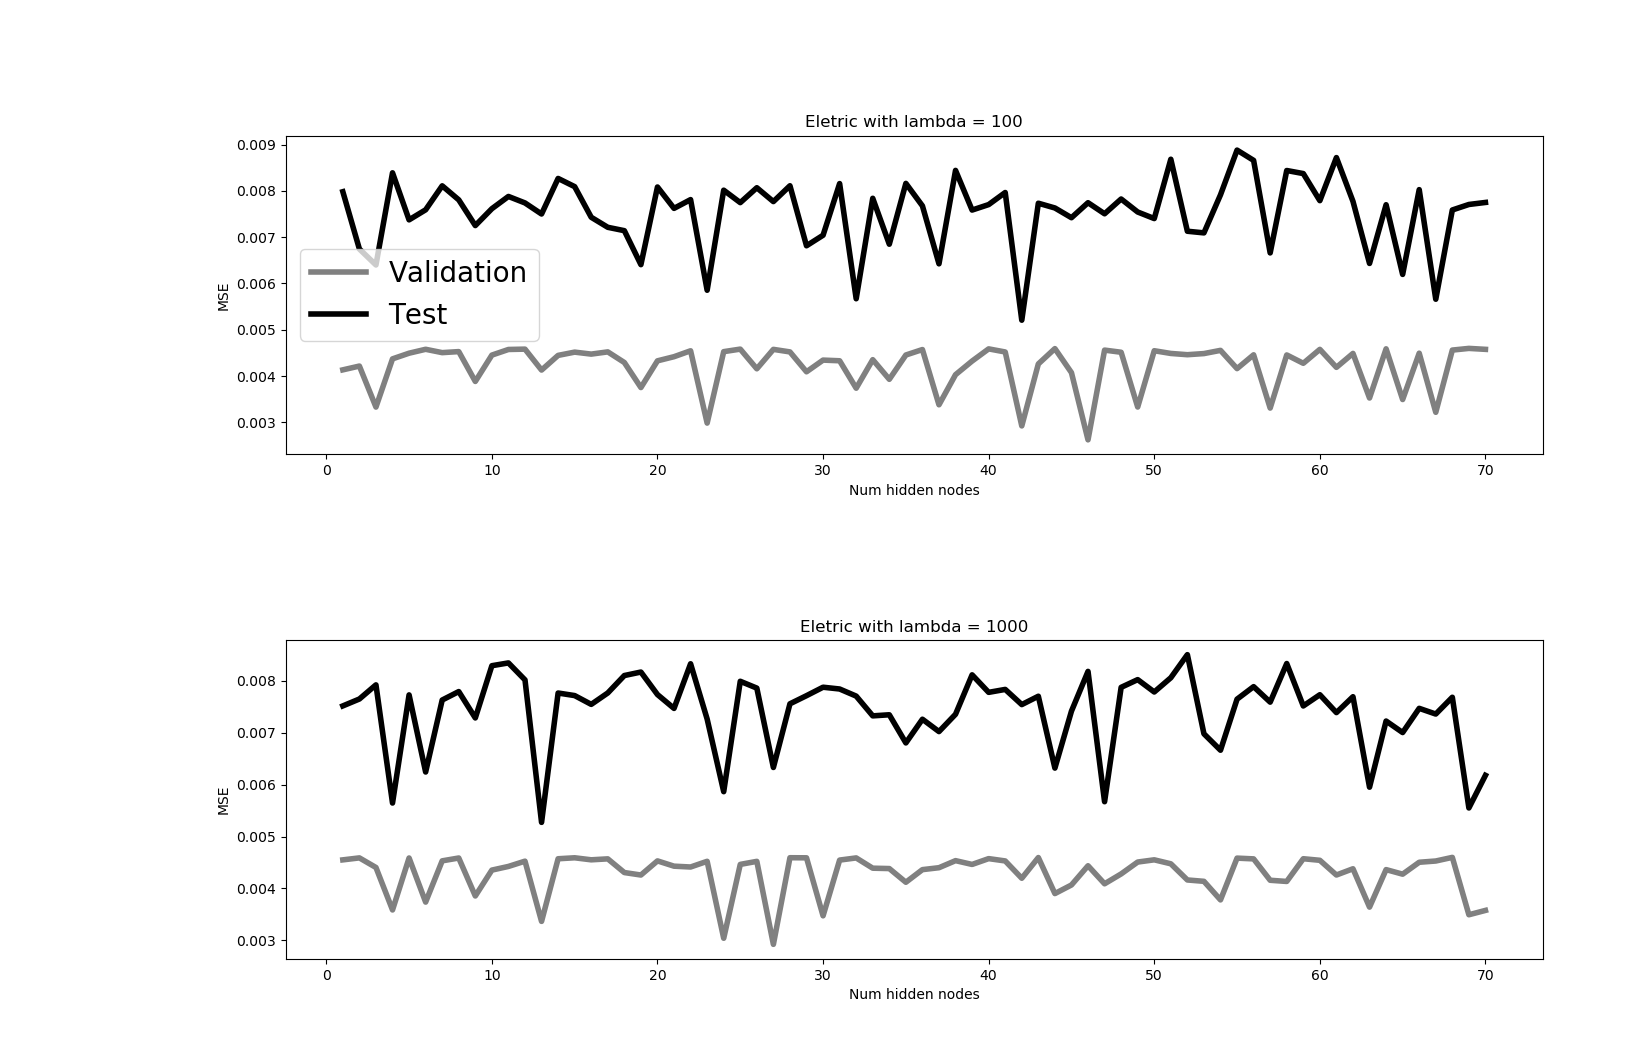 Eletric with lambda = 100
0.009
0.008
0.007
0.006
0.005
0.004
0.003
MSE
Validation
Test
0 10 20 30 40 50 60 70
Num hidden nodes
Eletric with lambda = 1000
0.008
0.007
0.006
0.005
0.004
0.003
MSE
0 10 20 30 40 50 60 70
Num hidden nodes